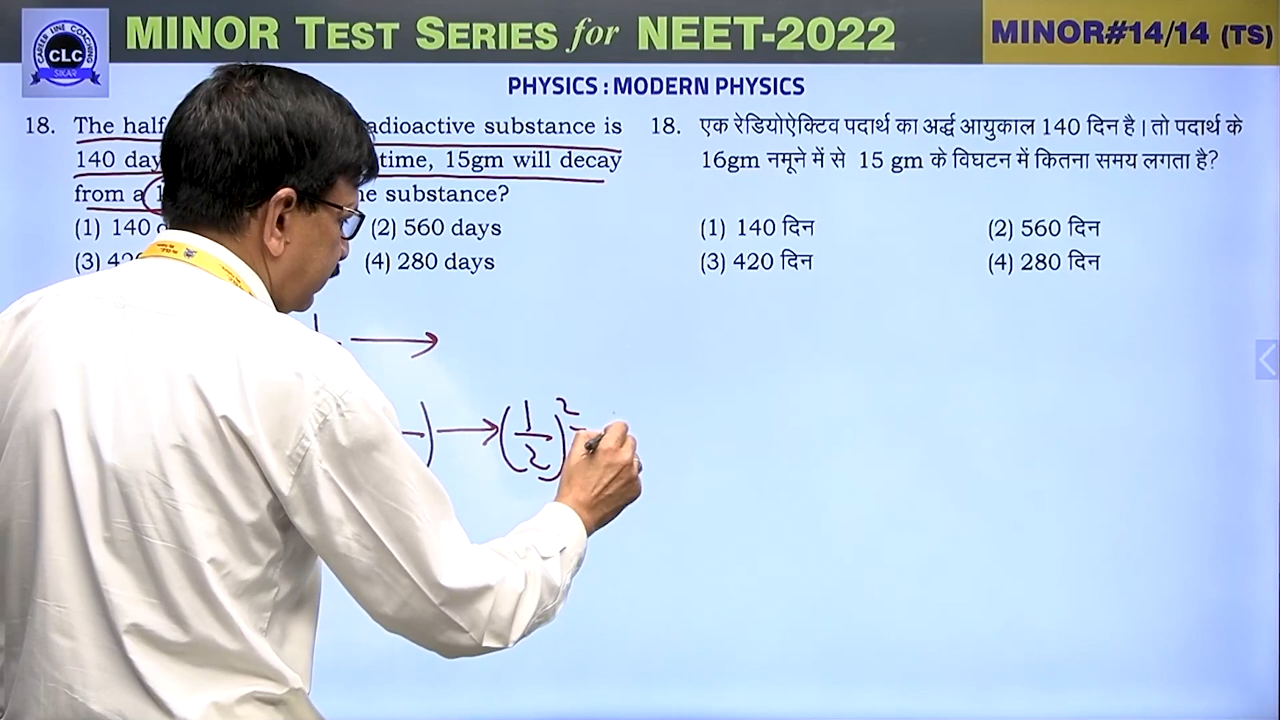 CAREER LINE COACHING
CLC
SIKAR
MINOR TEST SERIES for NEET-2022
MINOR#14/14 (TS)
PHYSICS : MODERN PHYSICS
18. The half adioactive substance is
140 day time, 15gm will decay
from a 1 e substance?
(1) 140 (2) 560 days
(3) 42 (4) 280 days
18. एक रेडियोऐक्टिव पदार्थ का अर्द्ध आयुकाल 140 दिन है। तो पदार्थ के
16gm नमूने में से 15 gm के विघटन में कितना समय लगता है?
(1) 140 दिन (2) 560 दिन
(3) 420 दिन (4) 280 दिन
→
) → (1/2)²